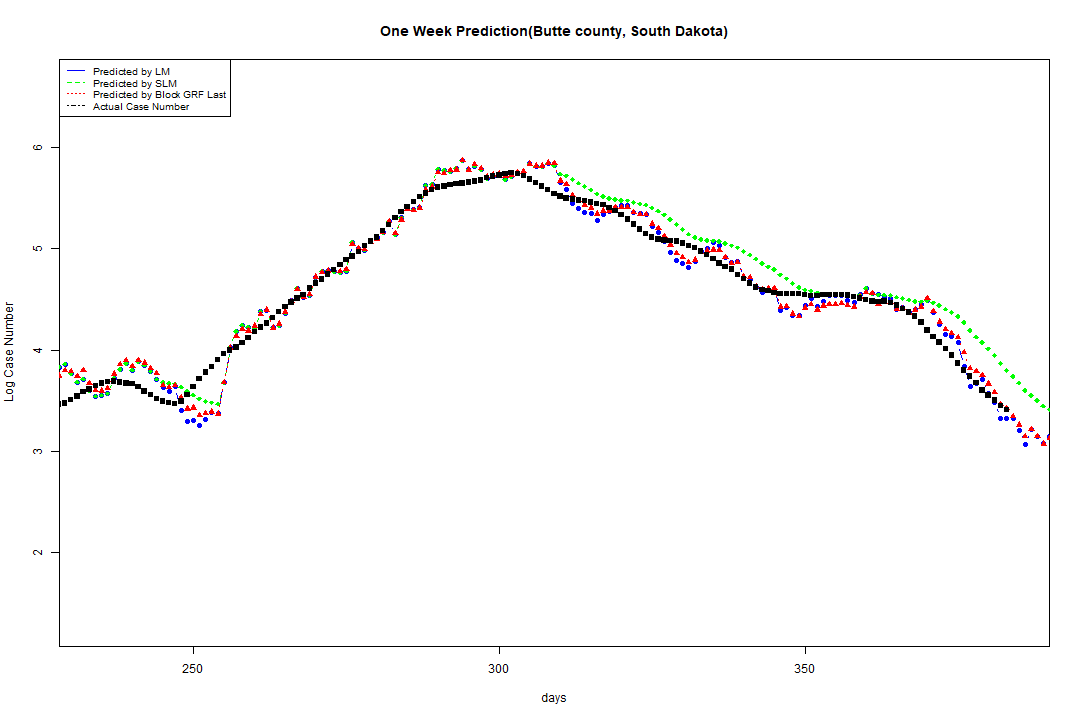 One Week Prediction(Butte county, South Dakota)
Predicted by LM
Predicted by SLM
Predicted by Block GRF Last
Actual Case Number
6
5
4
3
2
Log Case Number
250 300 350
days